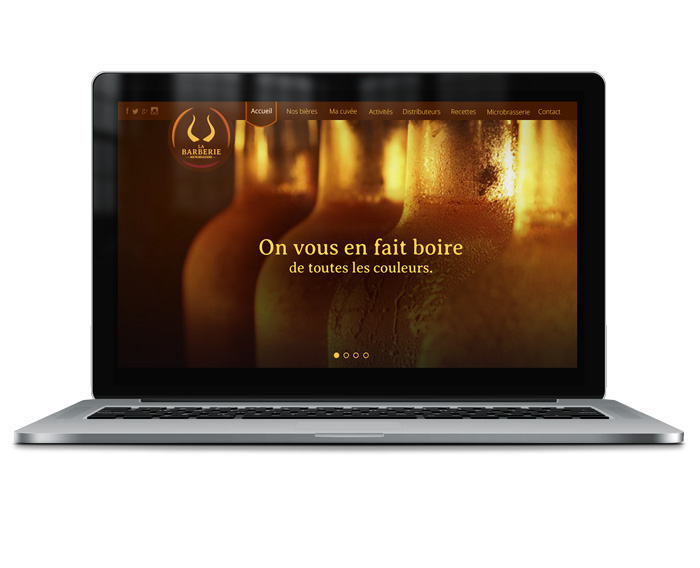 Accueil Nos bières Ma cuvée Activités Distributeurs Recettes Microbrasserie Contact
LA
BARBERIE
MICROBRASSERIE
On vous en fait boire
de toutes les couleurs.